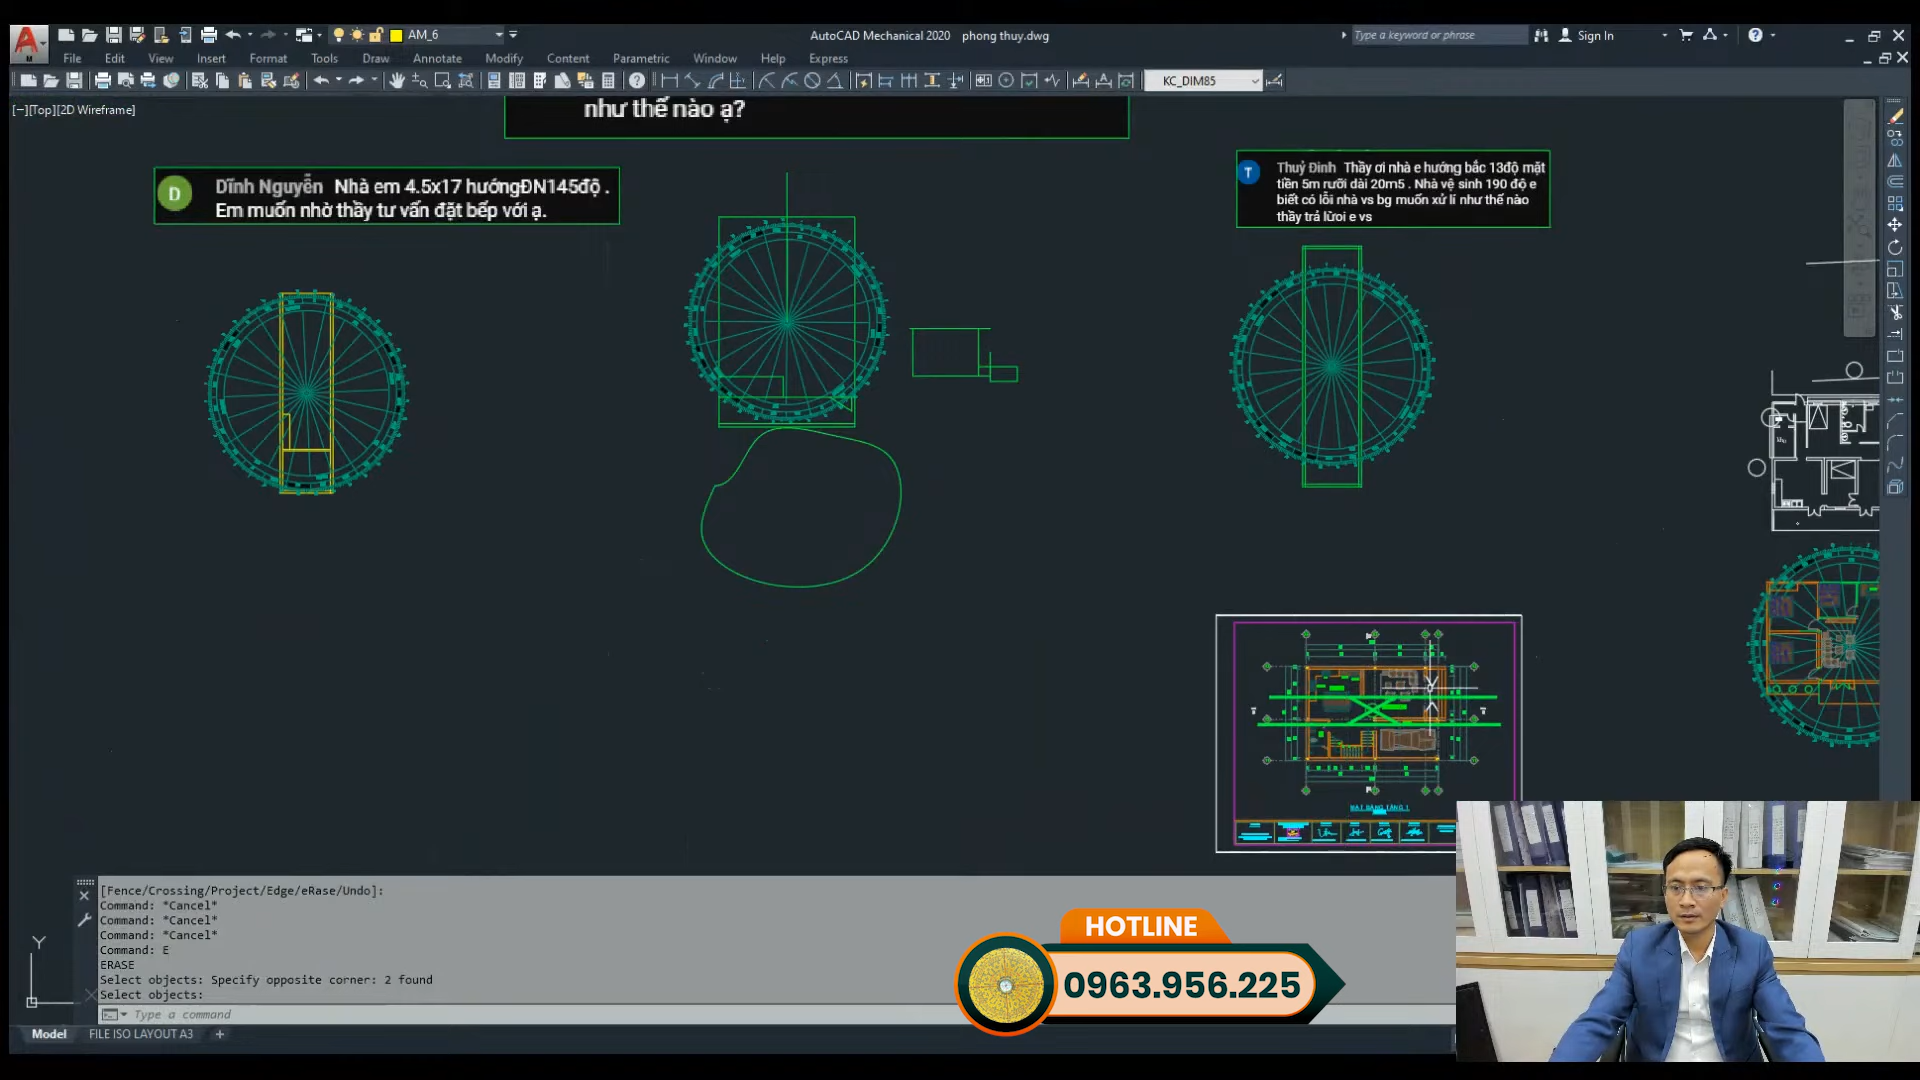 AM_6
AutoCAD Mechanical 2020 phong thuy.dwg
Type a keyword or phrase
Sign In
File Edit View Insert Format Tools Draw Annotate Modify Content Parametric Window Help Express
KC_DIM85
[−][Top][2D Wireframe]
như thế nào ạ?
D
Dĩnh Nguyễn Nhà em 4.5x17 hướngĐN145độ .
Em muốn nhờ thầy tư vấn đặt bếp với ạ.
T
Thuỷ Đinh Thầy ơi nhà e hướng bắc 13độ mặt
tiền 5m rưỡi dài 20m5 . Nhà vệ sinh 190 độ e
biết có lỗi nhà vs bg muốn xử lí như thế nào
thầy trả lừoi e vs
MẶT BẰNG TẦNG 1
[Fence/Crossing/Project/Edge/eRase/Undo]:
Command: *Cancel*
Command: *Cancel*
Command: *Cancel*
Command: E
ERASE
Select objects: Specify opposite corner: 2 found
Select objects:
Type a command
Y
Model FILE ISO LAYOUT A3 +
HOTLINE
0963.956.225